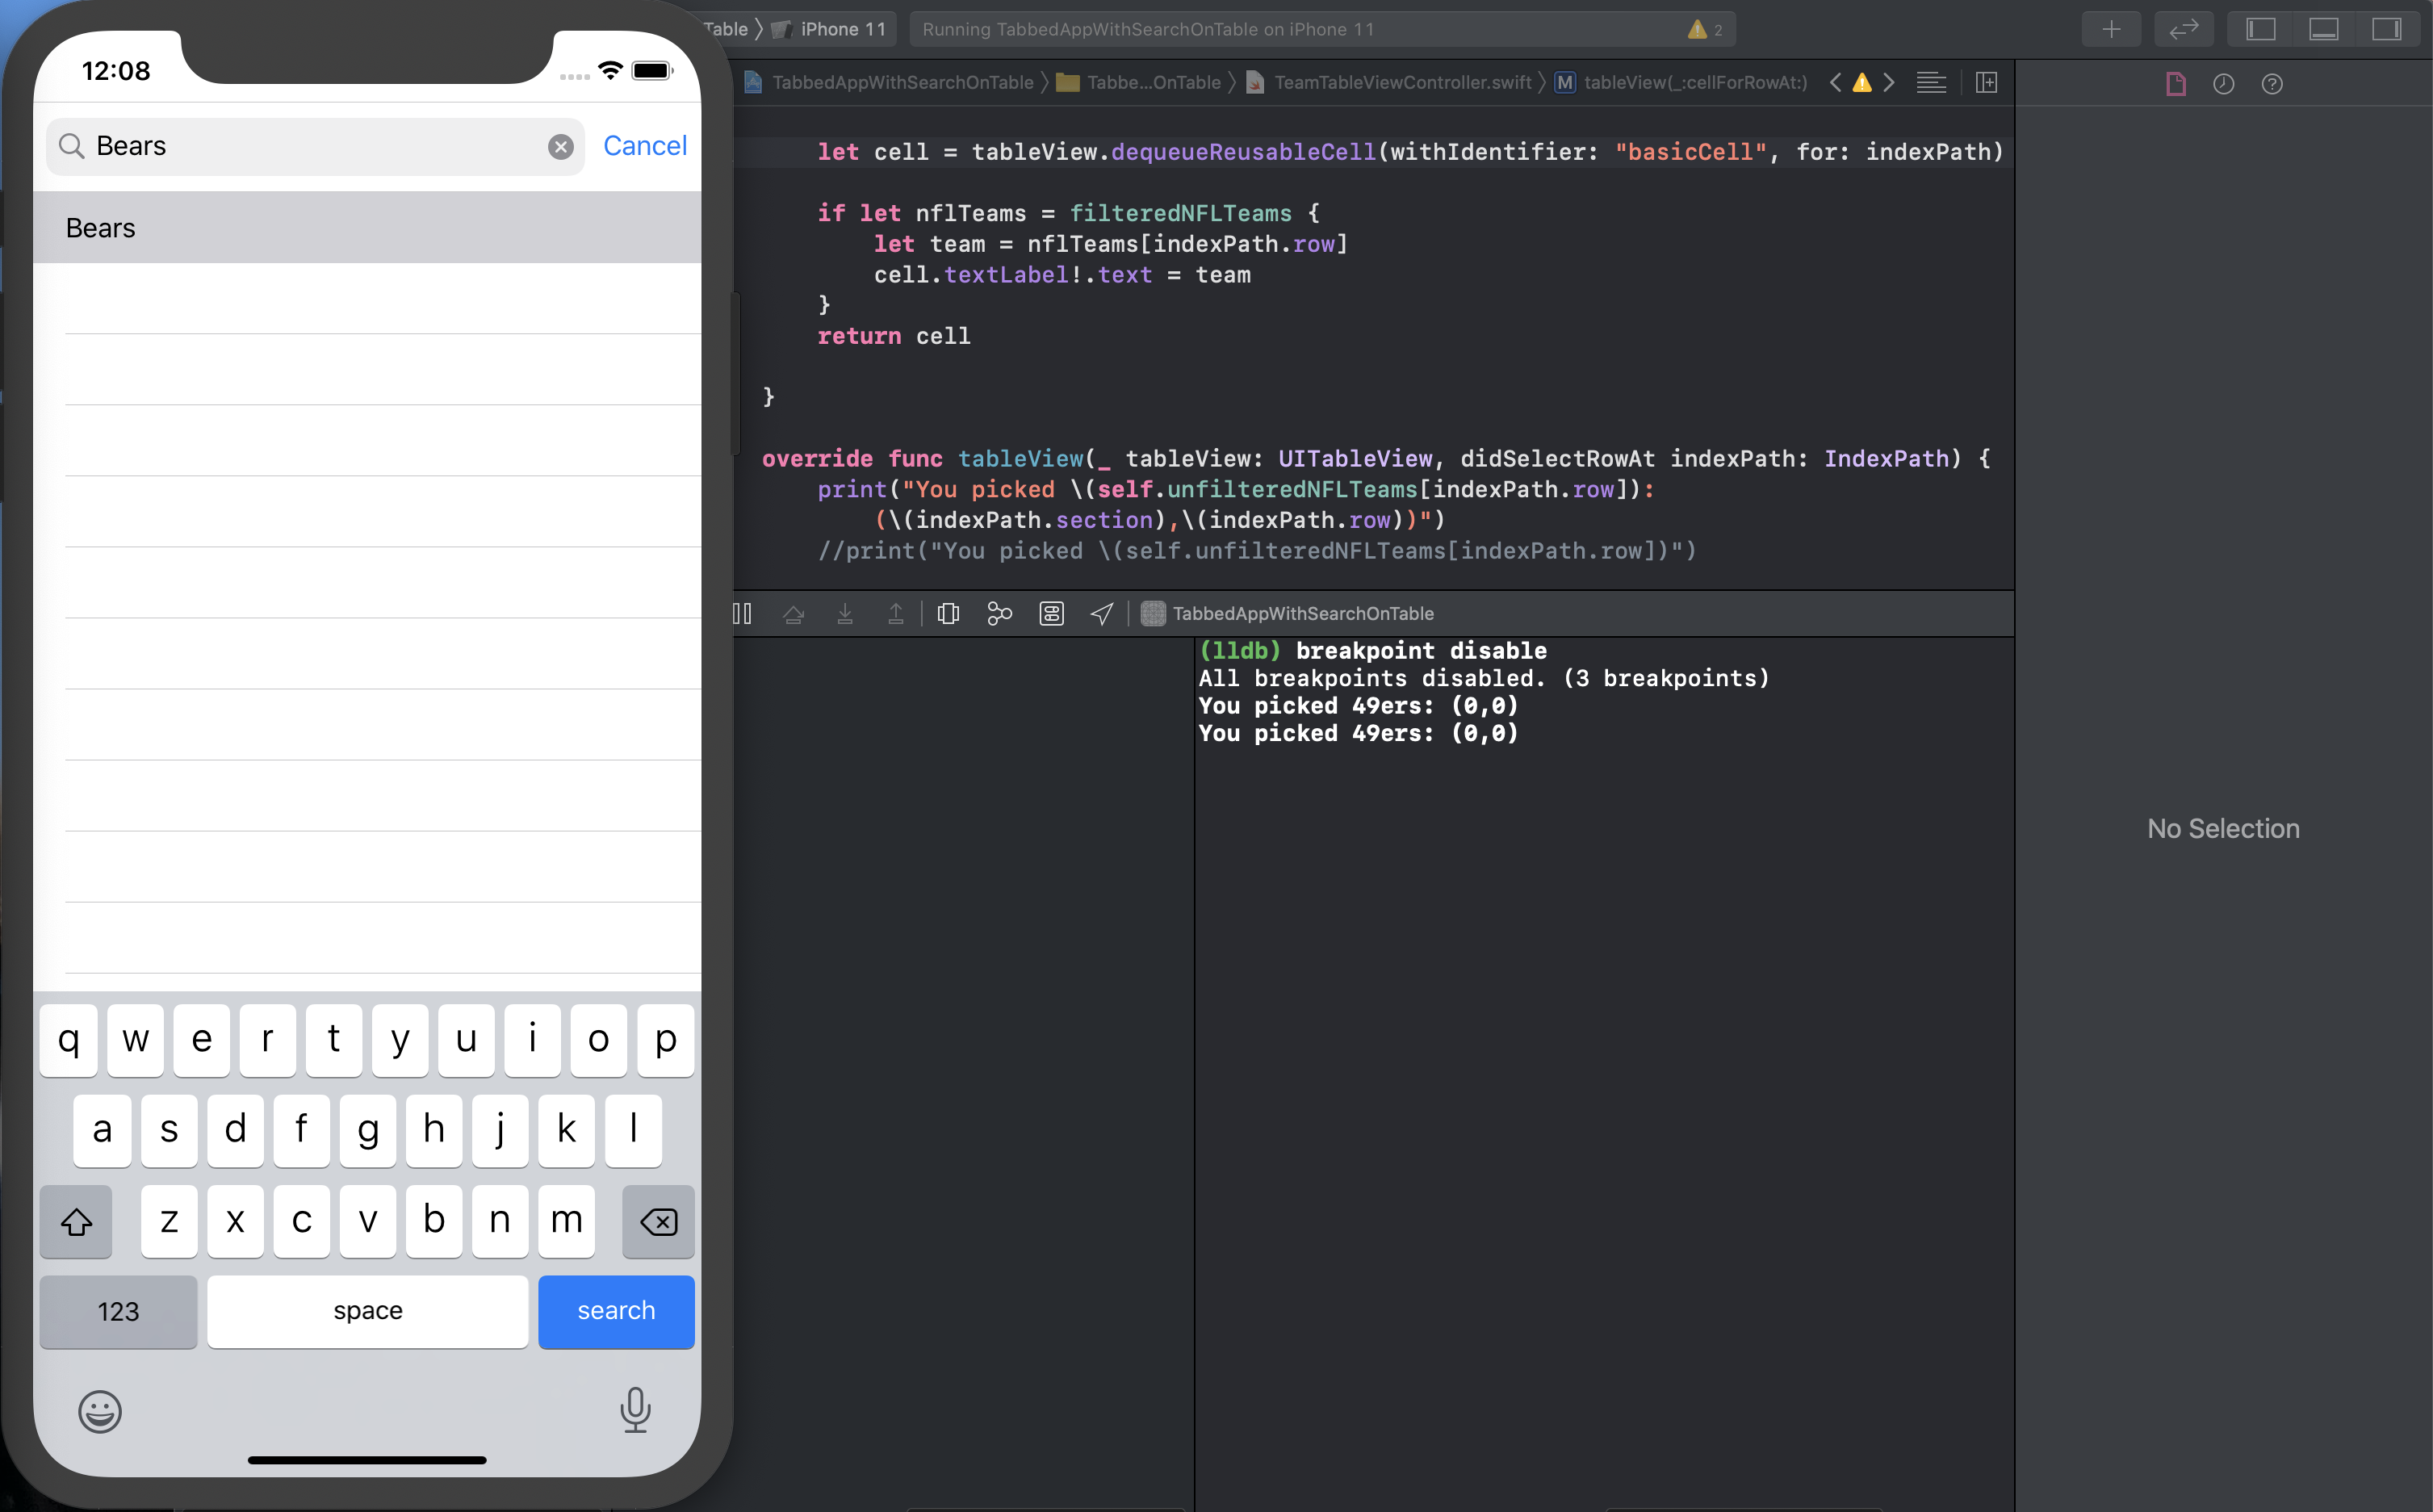 12:08
Bears
Cancel
Bears
q w e r t y u i o p
a s d f g h j k l
z x c v b n m
123 space search
Table iPhone 11
Running TabbedAppWithSearchOnTable on iPhone 11
2
TabbedAppWithSearchOnTable Tabbe...OnTable TeamTableViewController.swift M tableView(_:cellForRowAt:)
let cell = tableView.dequeueReusableCell(withIdentifier: "basicCell", for: indexPath)
if let nflTeams = filteredNFLTeams {
let team = nflTeams[indexPath.row]
cell.textLabel!.text = team
}
return cell
}
override func tableView(_ tableView: UITableView, didSelectRowAt indexPath: IndexPath) {
print("You picked \(self.unfilteredNFLTeams[indexPath.row]):
(\(indexPath.section),\(indexPath.row))")
//print("You picked \(self.unfilteredNFLTeams[indexPath.row])")
TabbedAppWithSearchOnTable
(lldb) breakpoint disable
All breakpoints disabled. (3 breakpoints)
You picked 49ers: (0,0)
You picked 49ers: (0,0)
No Selection